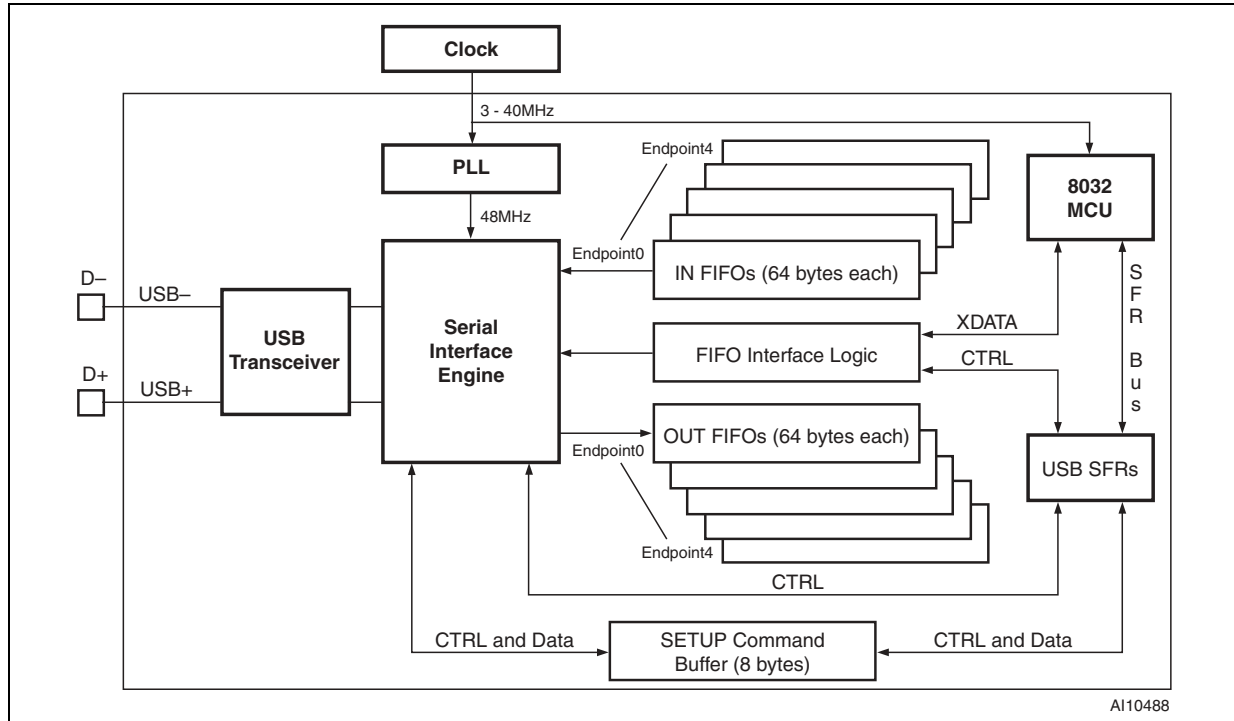 Clock
3 - 40MHz
PLL
48MHz
Endpoint4
Endpoint0
IN FIFOs (64 bytes each)
8032
MCU
D–
USB–
USB
Transceiver
D+
USB+
Serial
Interface
Engine
FIFO Interface Logic
XDATA
CTRL
SFR Bus
OUT FIFOs (64 bytes each)
Endpoint0
Endpoint4
USB SFRs
CTRL
CTRL and Data
SETUP Command
Buffer (8 bytes)
CTRL and Data
AI10488